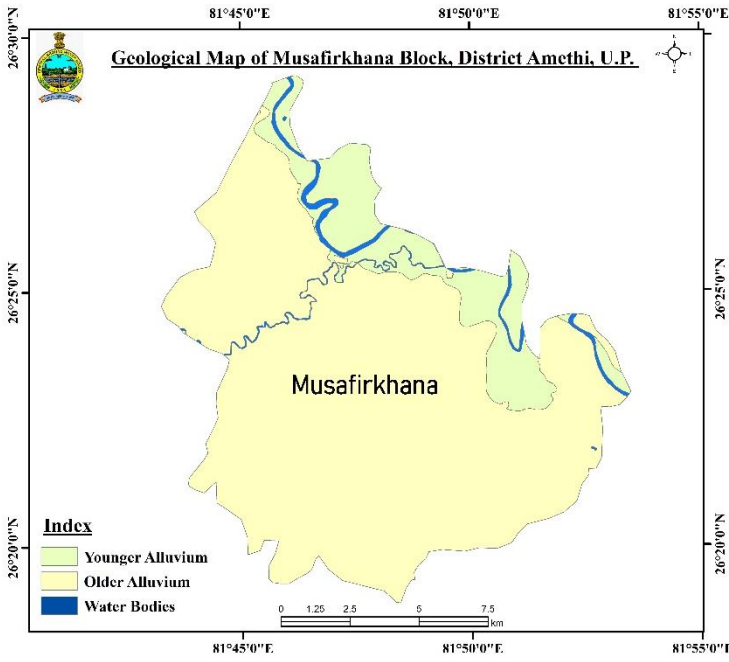 81°45'0"E 81°50'0"E 81°55'0"E
26°30'0"N
Geological Map of Musafirkhana Block, District Amethi, U.P.
26°25'0"N 26°25'0"N
Musafirkhana
26°20'0"N 26°20'0"N
Index
Younger Alluvium
Older Alluvium
Water Bodies
0 1.25 2.5 5 7.5
km
81°45'0"E 81°50'0"E 81°55'0"E